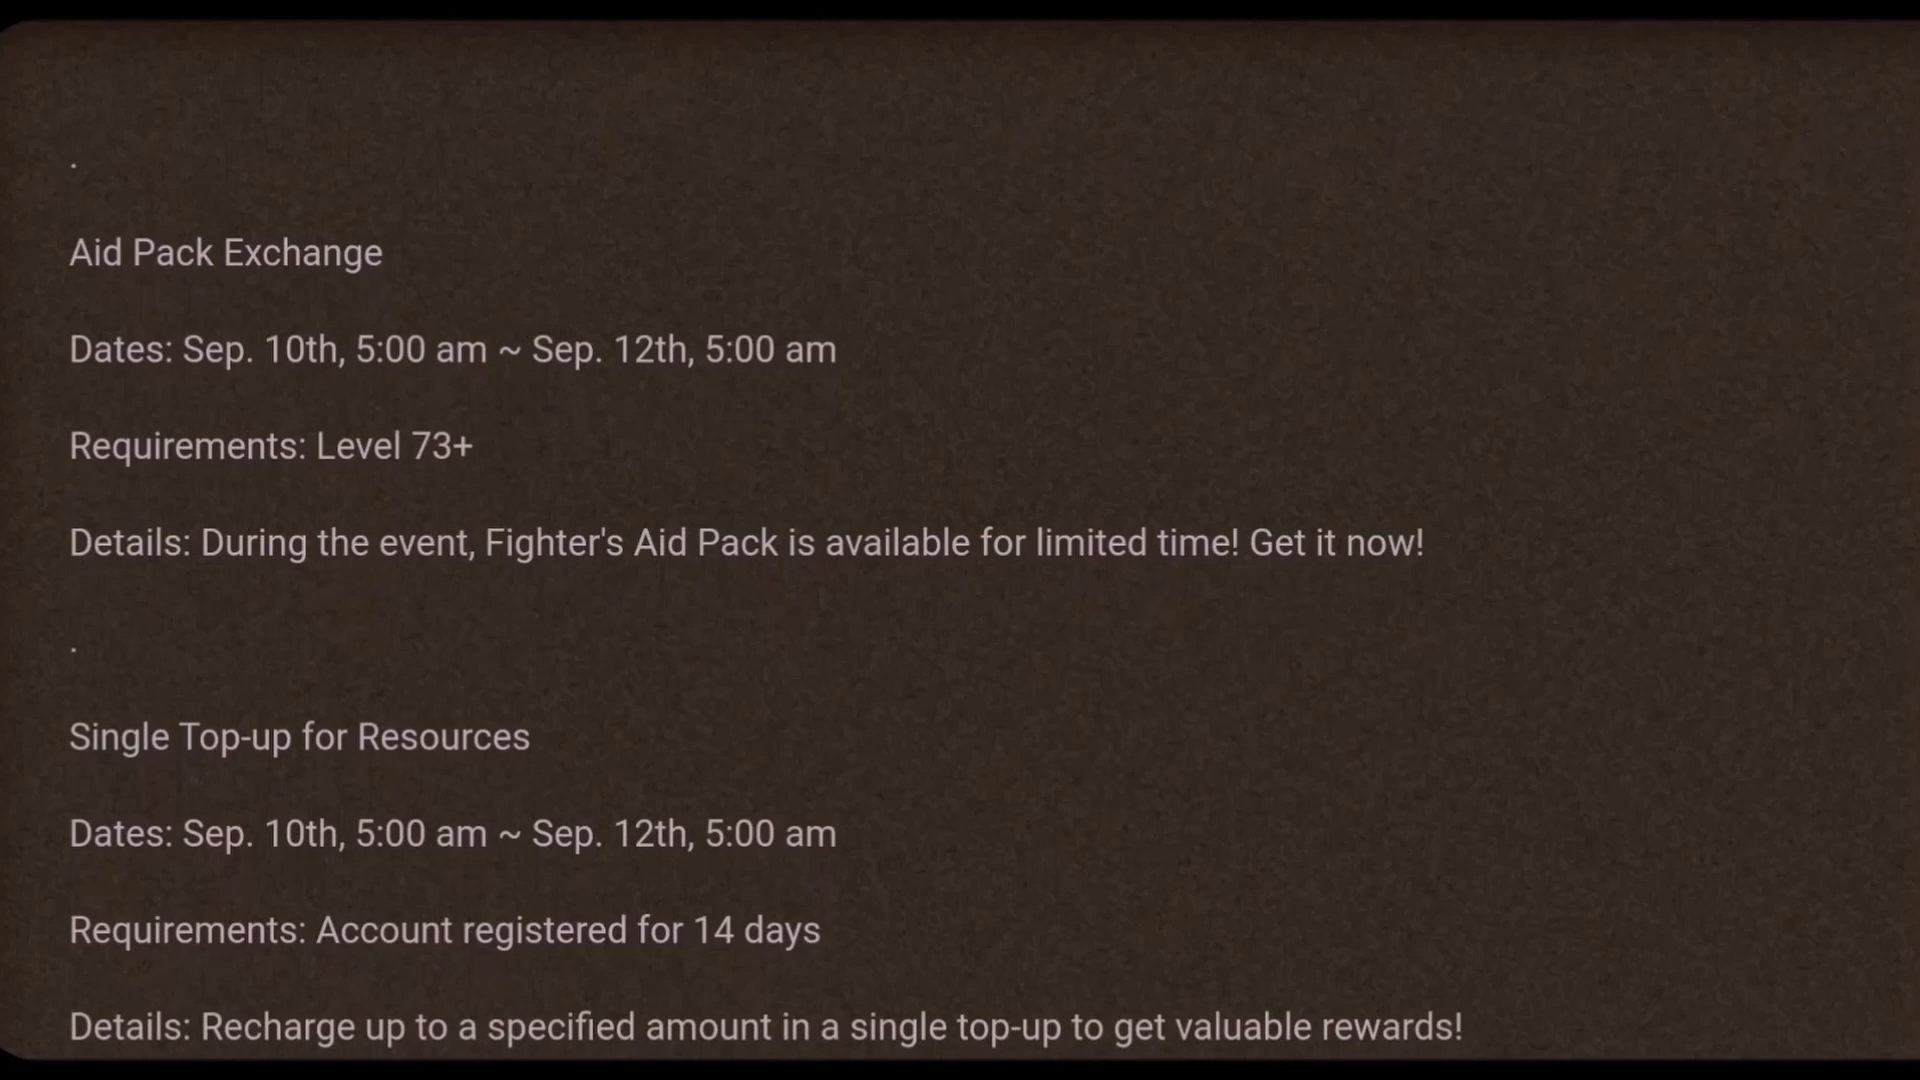 .
Aid Pack Exchange
Dates: Sep. 10th, 5:00 am ~ Sep. 12th, 5:00 am
Requirements: Level 73+
Details: During the event, Fighter's Aid Pack is available for limited time! Get it now!
.
Single Top-up for Resources
Dates: Sep. 10th, 5:00 am ~ Sep. 12th, 5:00 am
Requirements: Account registered for 14 days
Details: Recharge up to a specified amount in a single top-up to get valuable rewards!